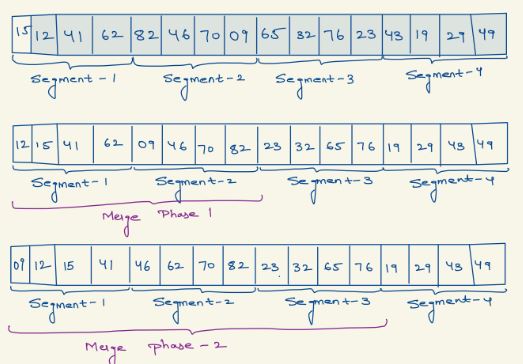 15 12 41 62 82 46 70 09 65 32 76 23 43 19 29 49
Segment-1 Segment-2 Segment-3 Segment-4
12 15 41 62 09 46 70 82 23 32 65 76 19 29 43 49
Segment-1 Segment-2 Segment-3 Segment-4
Merge Phase 1
09 12 15 41 46 62 70 82 23 32 65 76 19 29 43 49
Segment-1 Segment-2 Segment-3 Segment-4
Merge phase-2